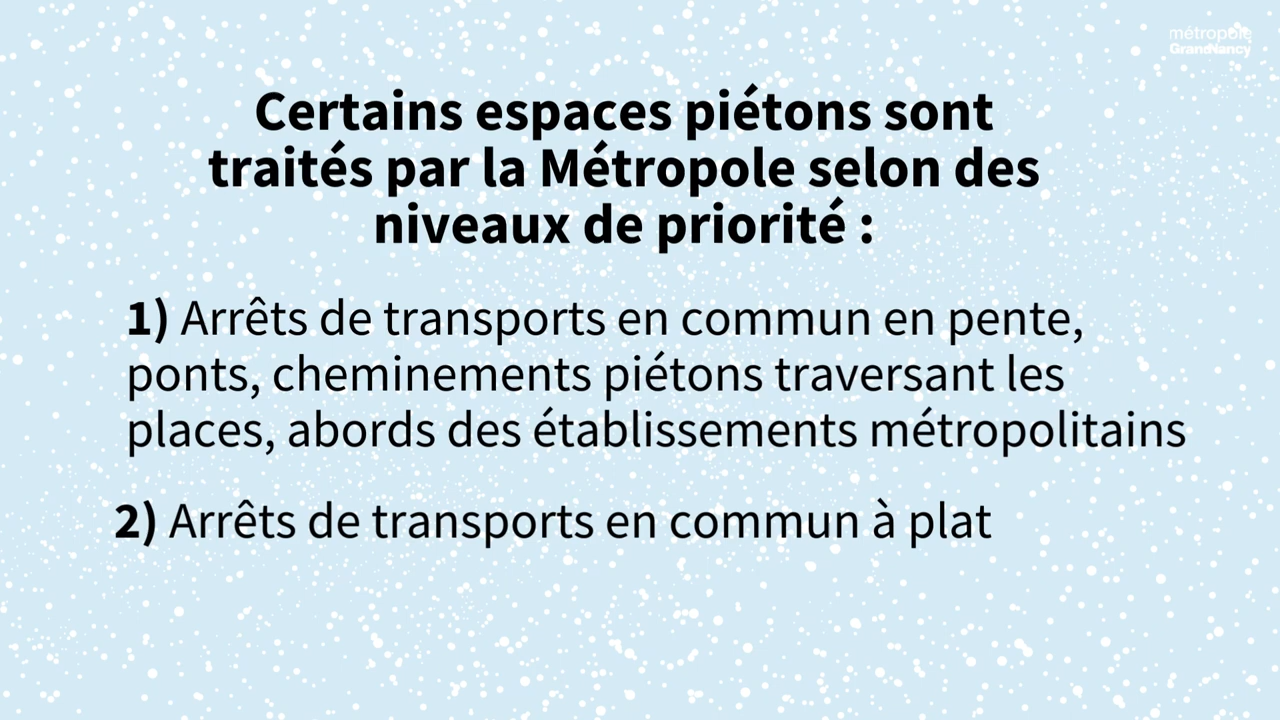 métropole
GrandNancy
Certains espaces piétons sont
traités par la Métropole selon des
niveaux de priorité :
1) Arrêts de transports en commun en pente,
ponts, cheminements piétons traversant les
places, abords des établissements métropolitains
2) Arrêts de transports en commun à plat